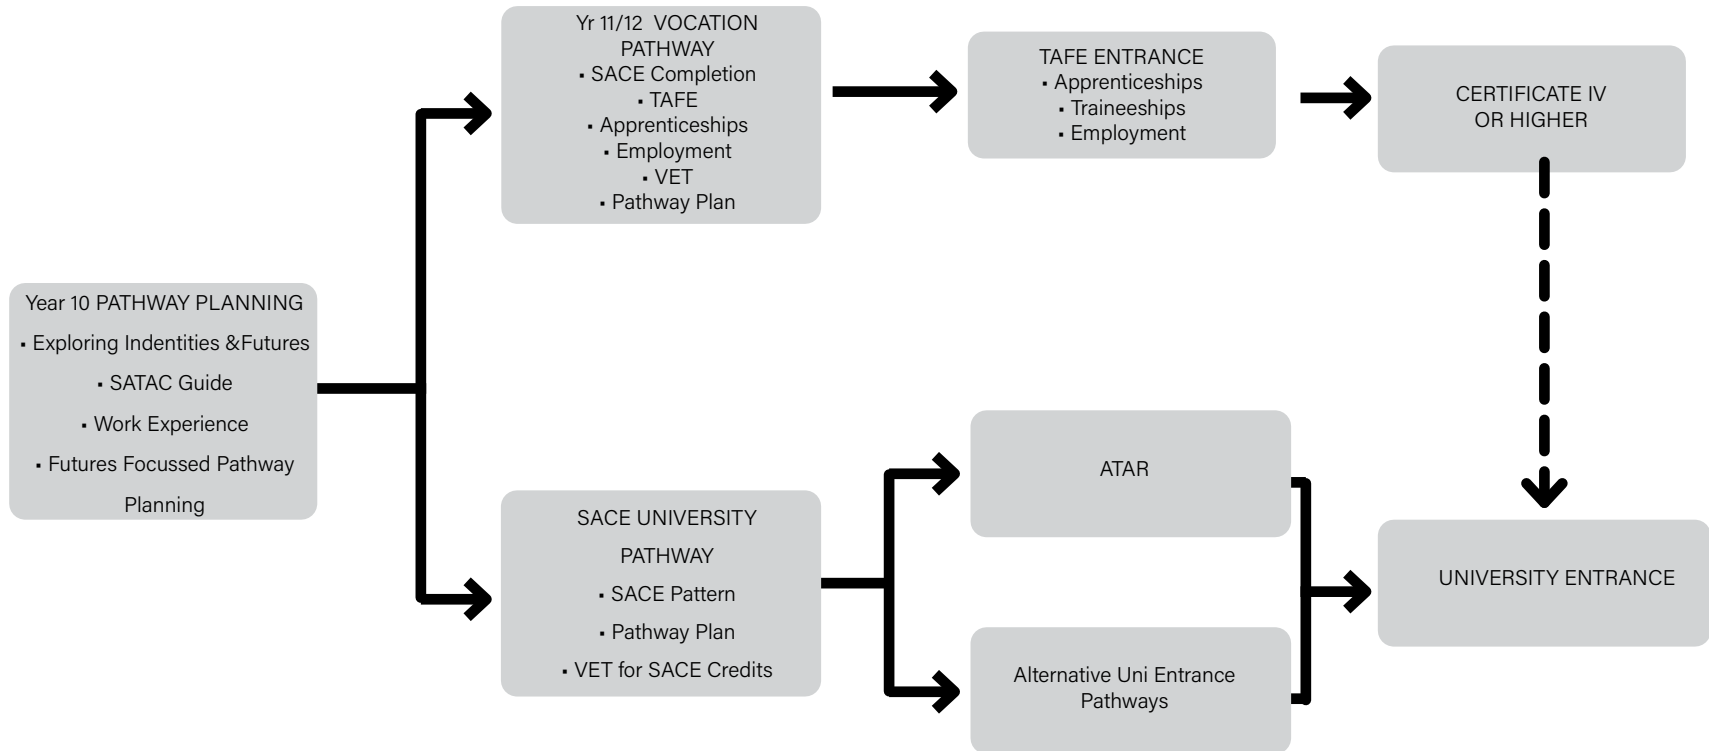 Yr 11/12 VOCATION
PATHWAY
▪ SACE Completion
▪ TAFE
▪ Apprenticeships
▪ Employment
▪ VET
▪ Pathway Plan
TAFE ENTRANCE
▪ Apprenticeships
▪ Traineeships
▪ Employment
CERTIFICATE IV
OR HIGHER
Year 10 PATHWAY PLANNING
▪ Exploring Indentities &Futures
▪ SATAC Guide
▪ Work Experience
▪ Futures Focussed Pathway
Planning
SACE UNIVERSITY
PATHWAY
▪ SACE Pattern
▪ Pathway Plan
▪ VET for SACE Credits
ATAR
Alternative Uni Entrance
Pathways
UNIVERSITY ENTRANCE